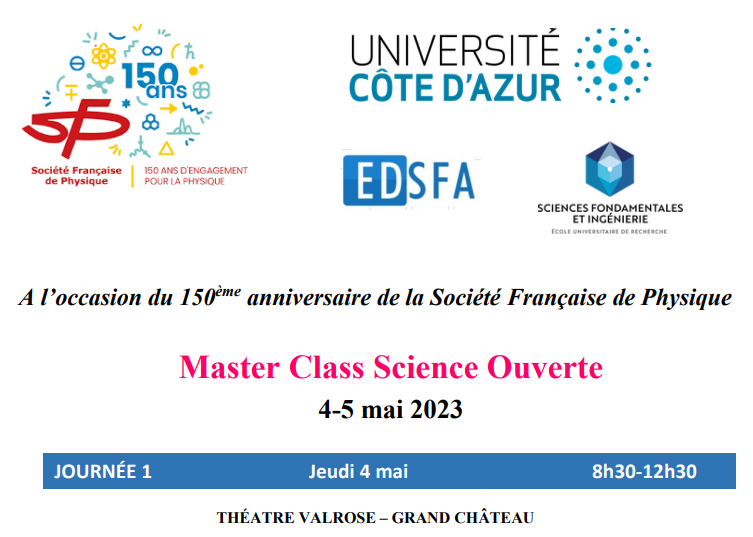 150
ans
sfp
Société Française
de Physique
150 ANS D'ENGAGEMENT
POUR LA PHYSIQUE
UNIVERSITÉ
CÔTE D'AZUR
EDSFA
SCIENCES FONDAMENTALES
ET INGÉNIERIE
ÉCOLE UNIVERSITAIRE DE RECHERCHE
A l'occasion du 150ème anniversaire de la Société Française de Physique
Master Class Science Ouverte
4-5 mai 2023
JOURNÉE 1 Jeudi 4 mai 8h30-12h30
THÉATRE VALROSE – GRAND CHÂTEAU